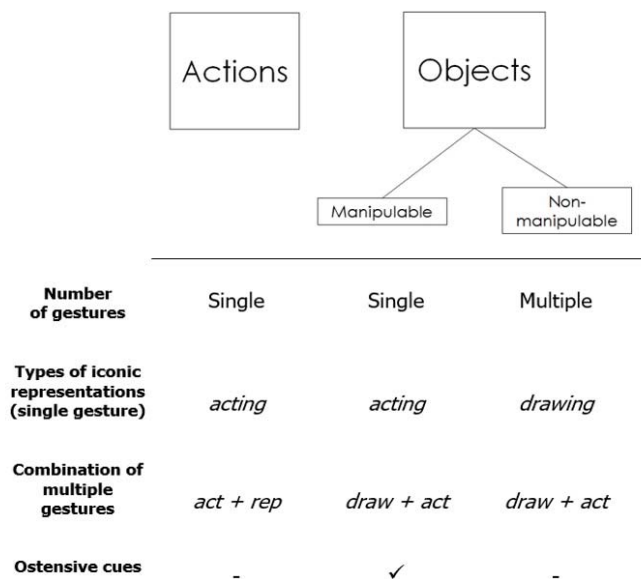 Actions Objects
Manipulable
Non-
manipulable
Number
of gestures
Single Single Multiple
Types of iconic
representations
(single gesture)
acting acting drawing
Combination of
multiple
gestures
act + rep draw + act draw + act
Ostensive cues - ✓ -